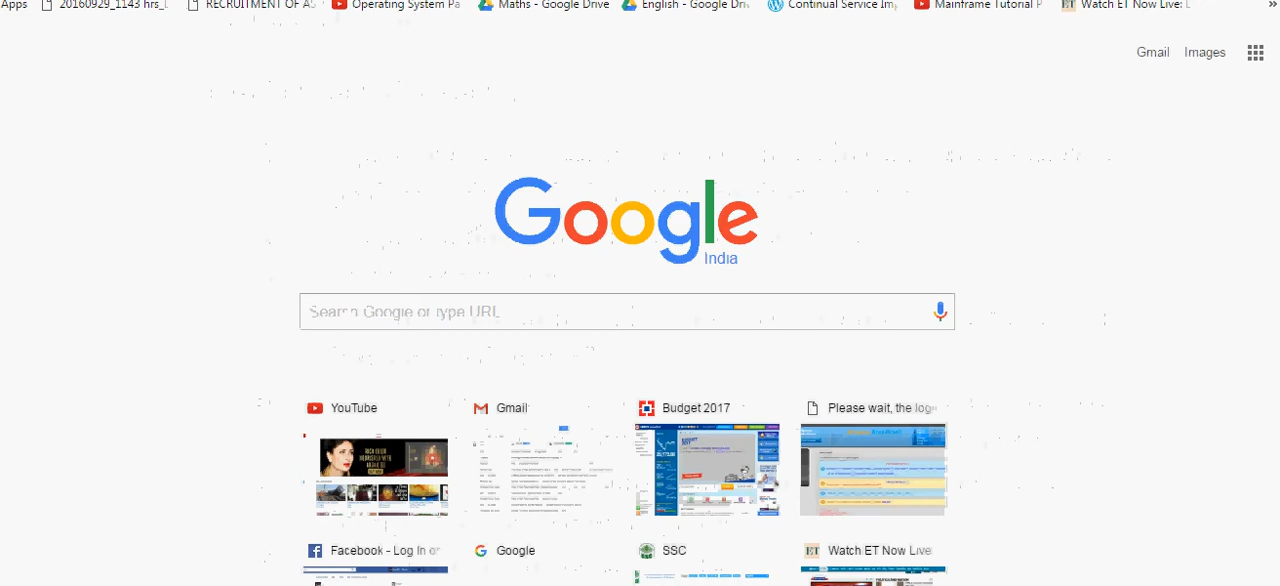 Apps 20160929_1143 hrs_ RECRUITMENT OF AS Operating System Pa Maths - Google Drive English - Google Driv Continual Service Im Mainframe Tutorial P Watch ET Now Live: »
Gmail Images
Google
India
Search Google or type URL
YouTube Gmail Budget 2017 Please wait, the log
Facebook - Log In or Google SSC Watch ET Now Live